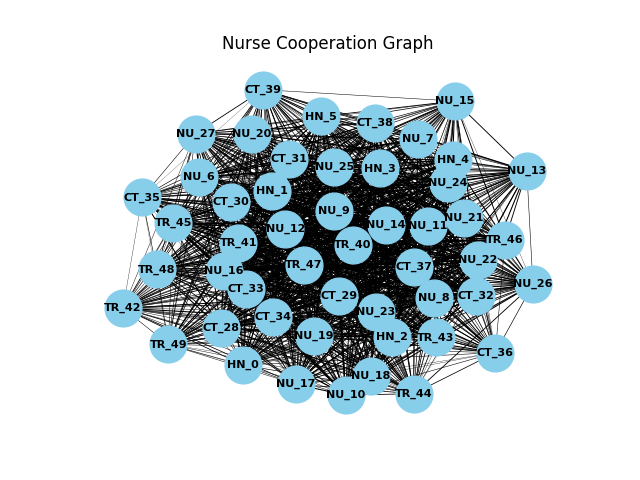 Nurse Cooperation Graph
CT_39
NU_15
HN_5
CT_38
NU_27
NU_20
NU_7
CT_31
HN_4
NU_25
HN_3
NU_13
NU_6
NU_24
HN_1
CT_35
CT_30
NU_9
TR_45
NU_21
NU_14
NU_11
NU_12
TR_46
TR_41
TR_40
NU_22
TR_47
CT_37
TR_48
NU_16
NU_26
CT_33
CT_29
NU_8
CT_32
TR_42
NU_23
CT_34
CT_28
NU_19
HN_2
TR_43
TR_49
CT_36
HN_0
NU_18
NU_17
TR_44
NU_10